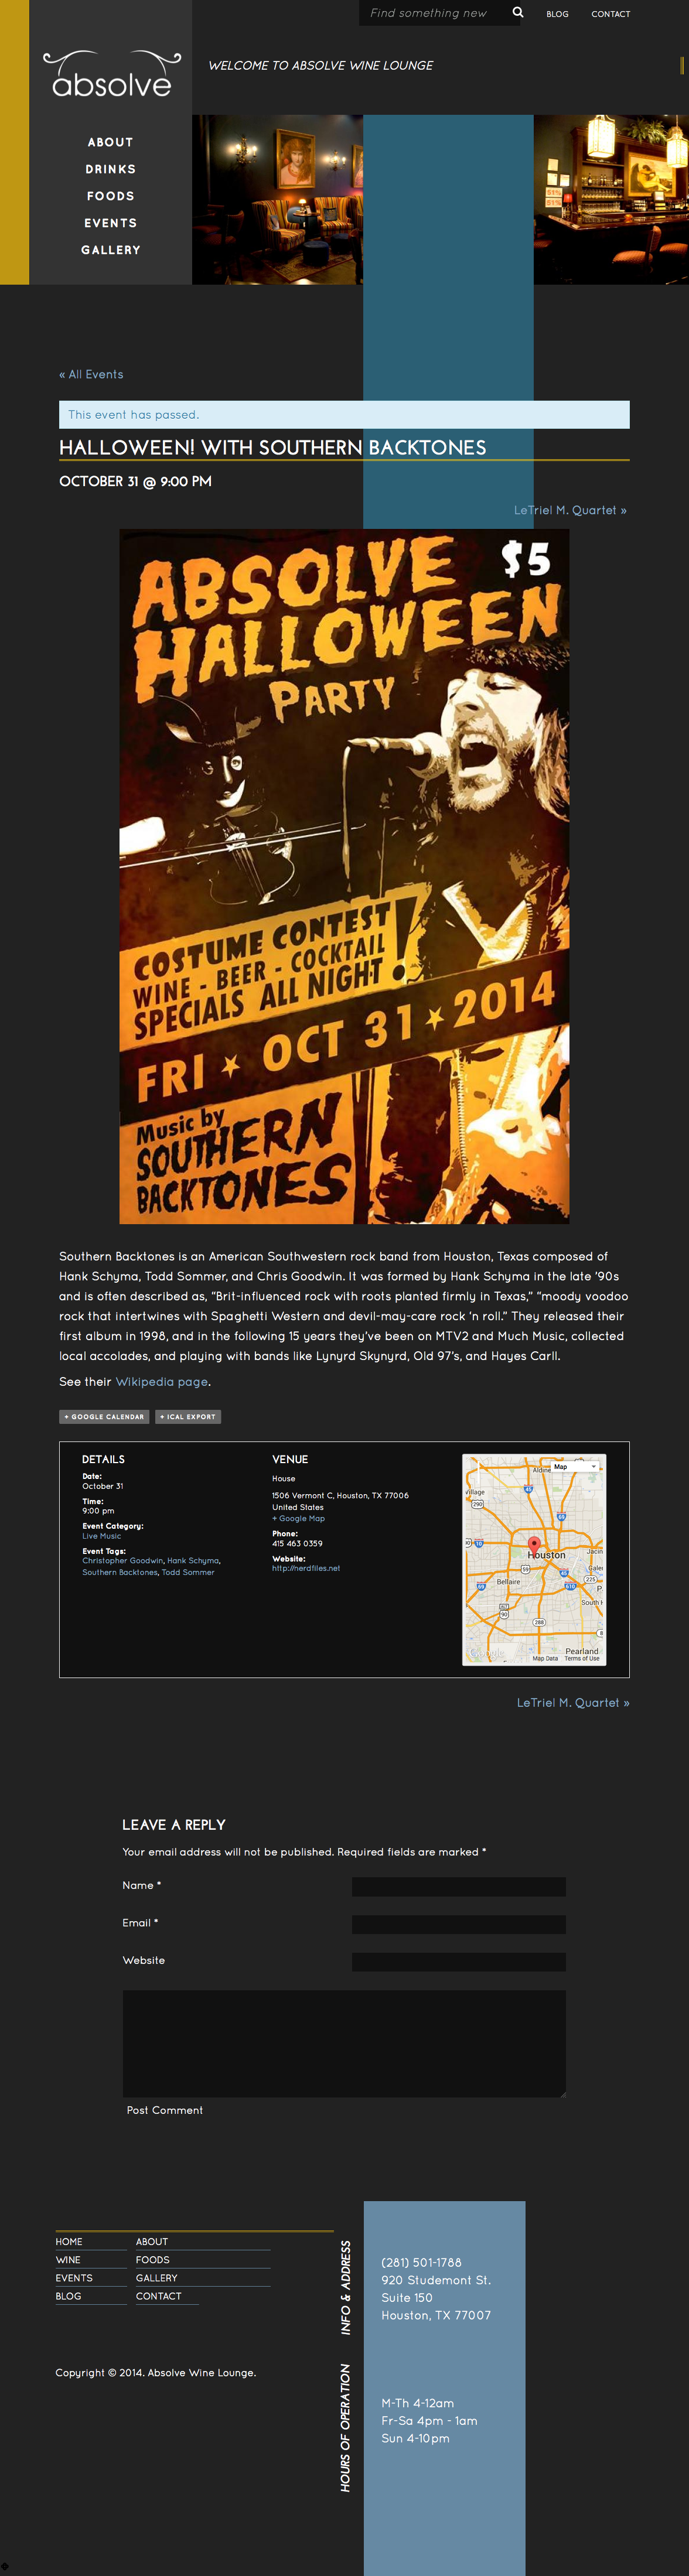 Find something new
BLOG
CONTACT
absolve
WELCOME TO ABSOLVE WINE LOUNGE
ABOUT
DRINKS
FOODS
EVENTS
GALLERY
« All Events
This event has passed.
HALLOWEEN! WITH SOUTHERN BACKTONES
OCTOBER 31 @ 9:00 PM
LeTriel M. Quartet »
$5
ABSOLVE
HALLOWEEN
PARTY
COSTUME CONTEST!
WINE - BEER - COCKTAIL
SPECIALS ALL NIGHT
FRI ★ OCT 31 ★ 2014
Music by
SOUTHERN
BACKTONES
Southern Backtones is an American Southwestern rock band from Houston, Texas composed of
Hank Schyma, Todd Sommer, and Chris Goodwin. It was formed by Hank Schyma in the late '90s
and is often described as, “Brit-influenced rock with roots planted firmly in Texas,” “moody voodoo
rock that intertwines with Spaghetti Western and devil-may-care rock ‘n roll.” They released their
first album in 1998, and in the following 15 years they’ve been on MTV2 and Much Music, collected
local accolades, and playing with bands like Lynyrd Skynyrd, Old 97’s, and Hayes Carll.
See their Wikipedia page.
+ GOOGLE CALENDAR
+ ICAL EXPORT
DETAILS
Date:
October 31
Time:
9:00 pm
Event Category:
Live Music
Event Tags:
Christopher Goodwin, Hank Schyma,
Southern Backtones, Todd Sommer
VENUE
House
1506 Vermont C, Houston, TX 77006
United States
+ Google Map
Phone:
415 463 0359
Website:
http://nerdfiles.net
Map
Aldine
Village
290
45
Houston
Jacin
10
59
Bellaire
610
225
90
288
South H
Pearland
Google
Map Data
Terms of Use
LeTriel M. Quartet »
LEAVE A REPLY
Your email address will not be published. Required fields are marked *
Name *
Email *
Website
Post Comment
HOME
ABOUT
WINE
FOODS
EVENTS
GALLERY
BLOG
CONTACT
Copyright © 2014. Absolve Wine Lounge.
INFO & ADDRESS
(281) 501-1788
920 Studemont St.
Suite 150
Houston, TX 77007
HOURS OF OPERATION
M-Th 4-12am
Fr-Sa 4pm - 1am
Sun 4-10pm